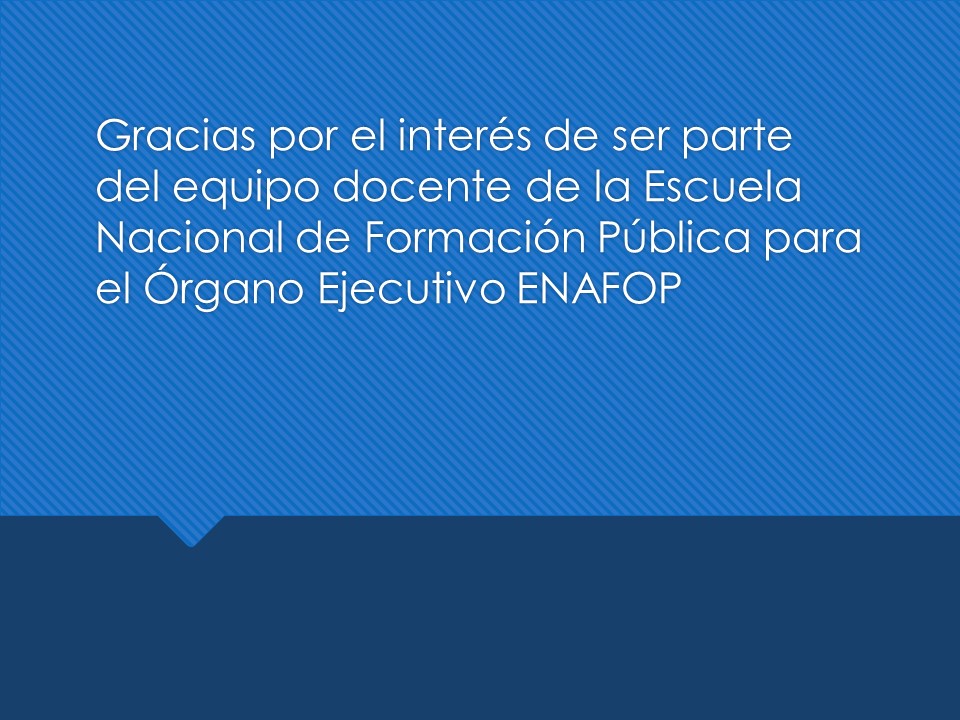 Gracias por el interés de ser parte
del equipo docente de la Escuela
Nacional de Formación Pública para
el Órgano Ejecutivo ENAFOP